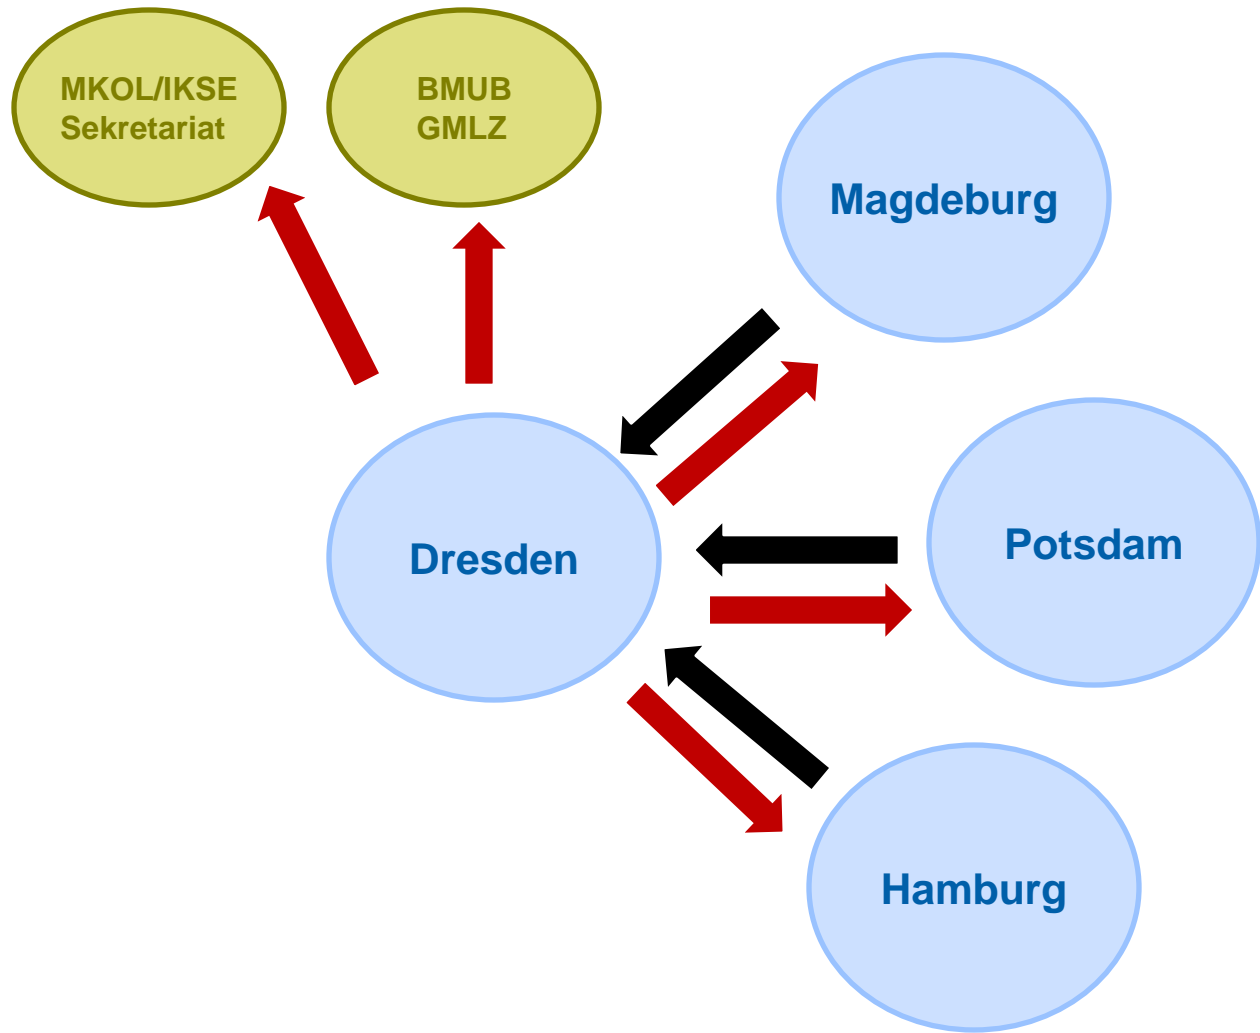 MKOL/IKSE
Sekretariat
BMUB
GMLZ
Magdeburg
Dresden
Potsdam
Hamburg